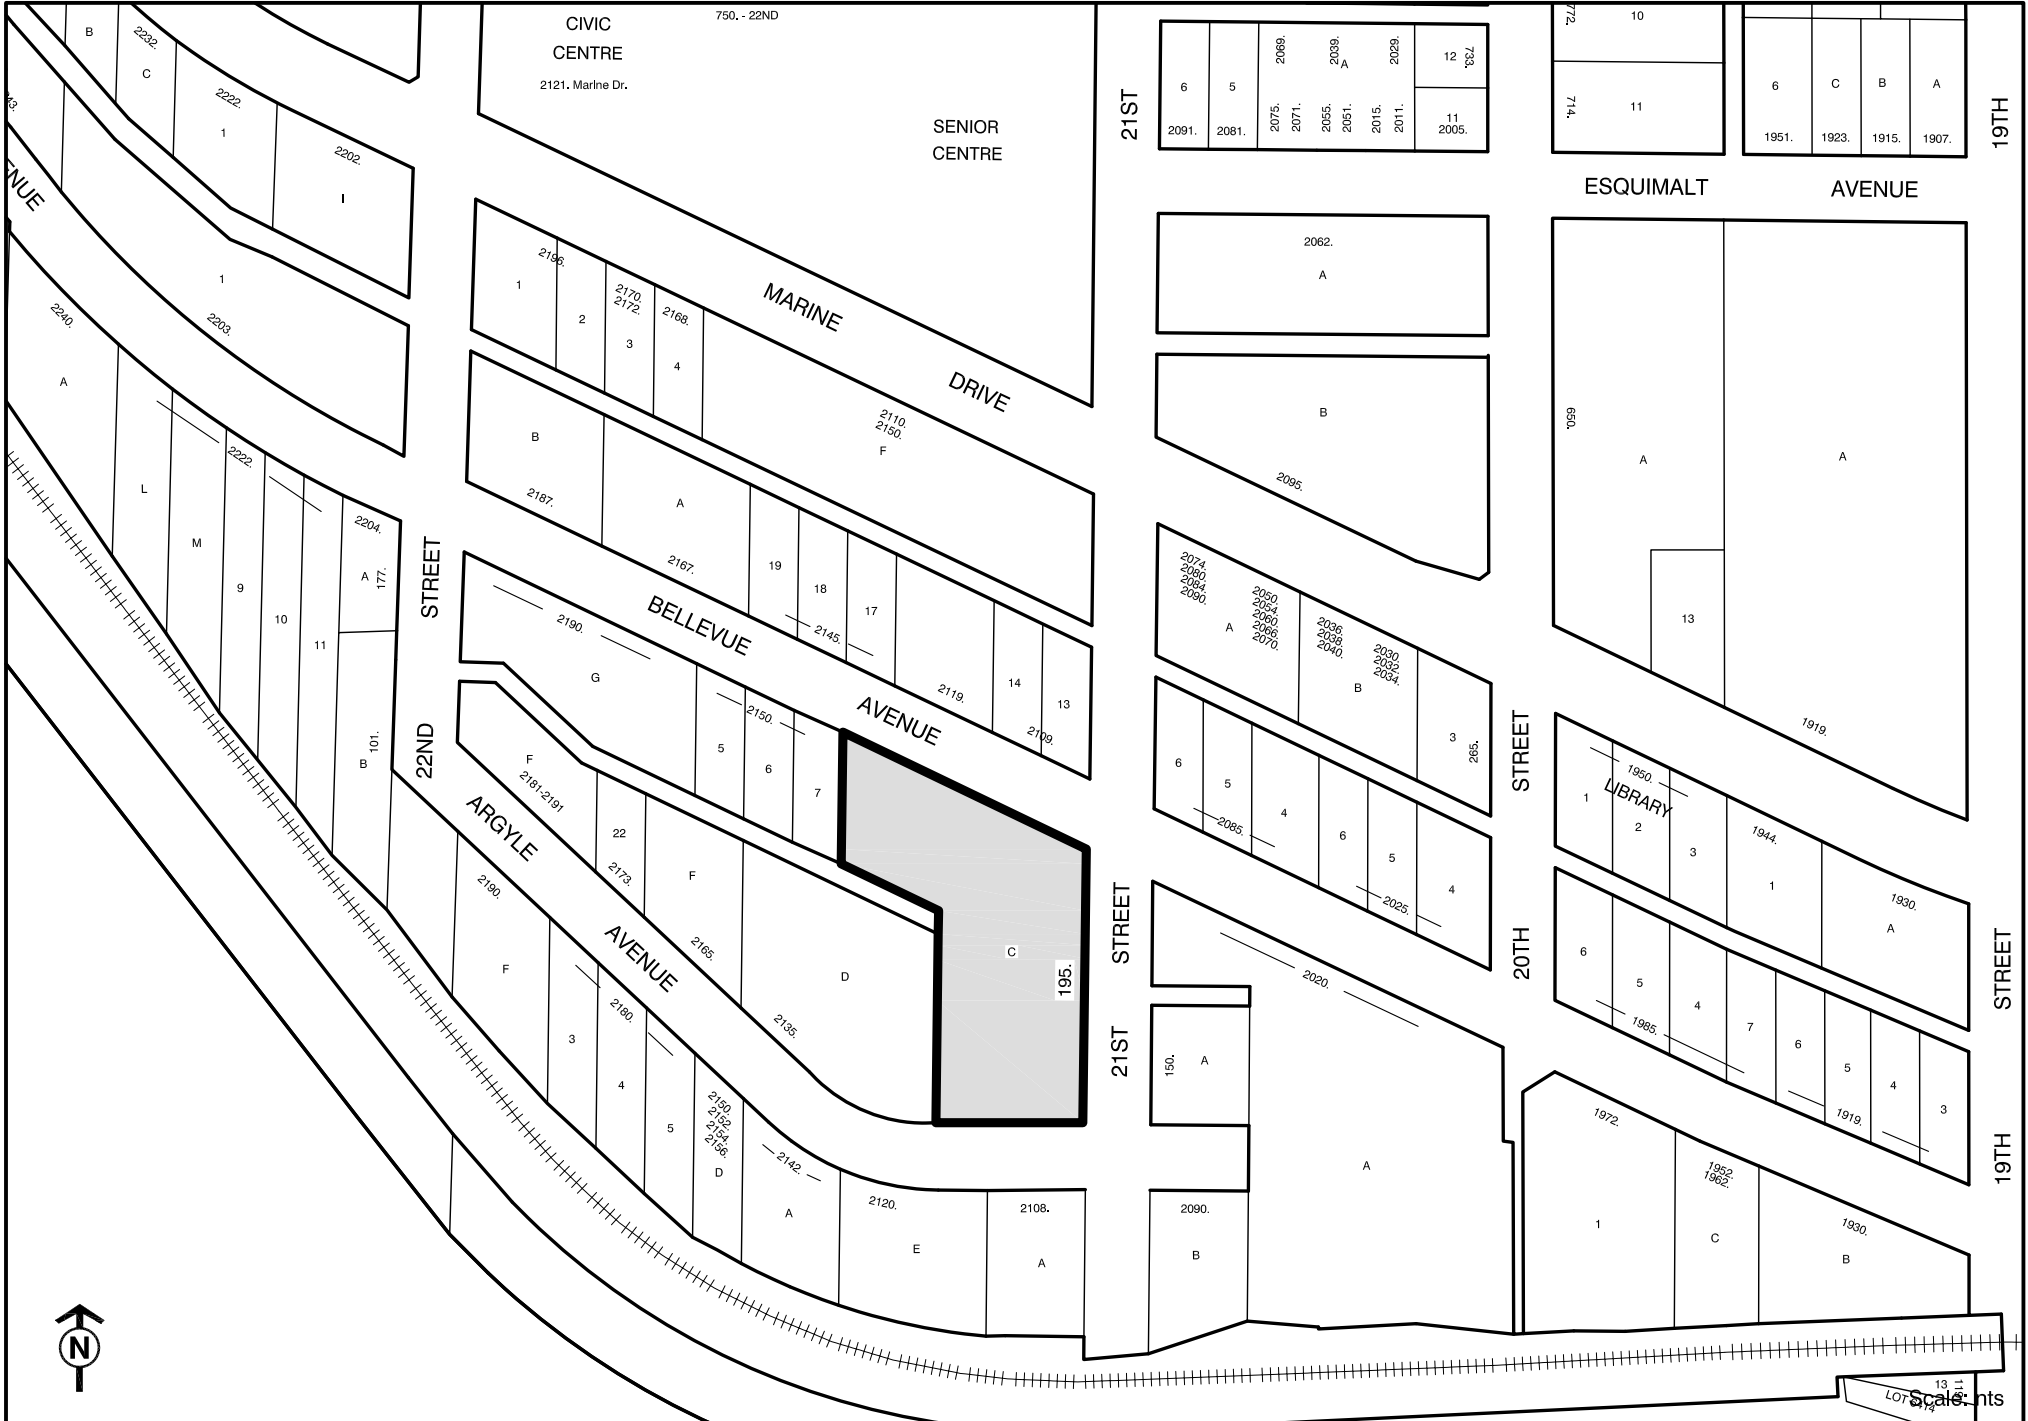 CIVIC
CENTRE
2121. Marine Dr.
750. - 22ND
SENIOR
CENTRE
B
2232.
C
2222.
1
2202.
I
1
2203.
2240.
A
L
M
2222.
9
10
11
2204.
A
177.
B
101.
STREET
22ND
21ST
6
2091.
5
2081.
2069.
2039.
A
2029.
2075.
2071.
2055.
2051.
2015.
2011.
12
733.
11
2005.
772.
10
714.
11
6
1951.
C
1923.
B
1915.
A
1907.
19TH
ESQUIMALT
AVENUE
2062.
A
B
2095.
650.
A
A
13
1919.
1
2196.
2
2170.
2172.
3
2168.
4
MARINE
DRIVE
2110.
2150.
F
B
2187.
A
2167.
19
18
2145.
17
2119.
14
13
2109.
BELLEVUE
AVENUE
2190.
G
5
2150.
6
7
F
2181-2191
22
2173.
F
2165.
D
2135.
C
195.
ARGYLE
AVENUE
2190.
F
3
2180.
4
5
2150.
2152.
2154.
2156.
D
2142.
A
2120.
E
2108.
A
STREET
21ST
2074.
2080.
2084.
2090.
A
2050.
2054.
2060.
2066.
2070.
2036.
2038.
2040.
B
2030.
2032.
2034.
3
265.
6
5
2085.
4
6
5
2025.
4
STREET
20TH
2020.
150.
A
A
2090.
B
1950.
LIBRARY
1
2
3
1944.
1
1930.
A
6
5
1985.
4
7
6
5
1919.
4
3
STREET
19TH
1972.
1
1952.
1962.
C
1930.
B
N
13
Scale: nts